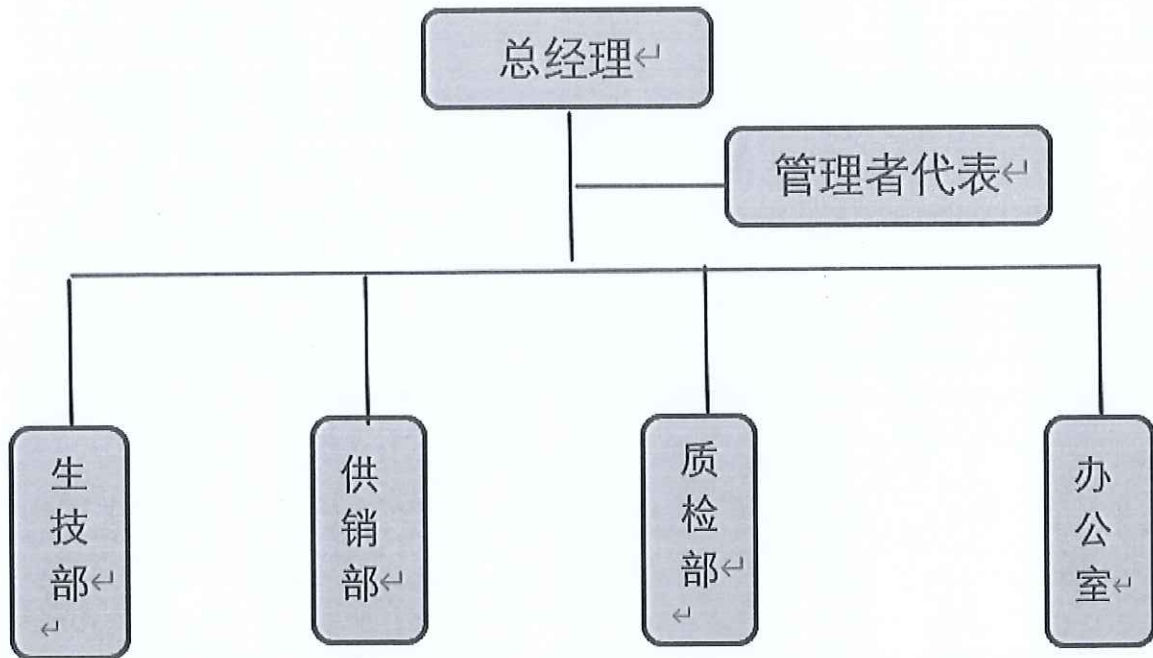 总经理
管理者代表
生技部
供销部
质检部
办公室